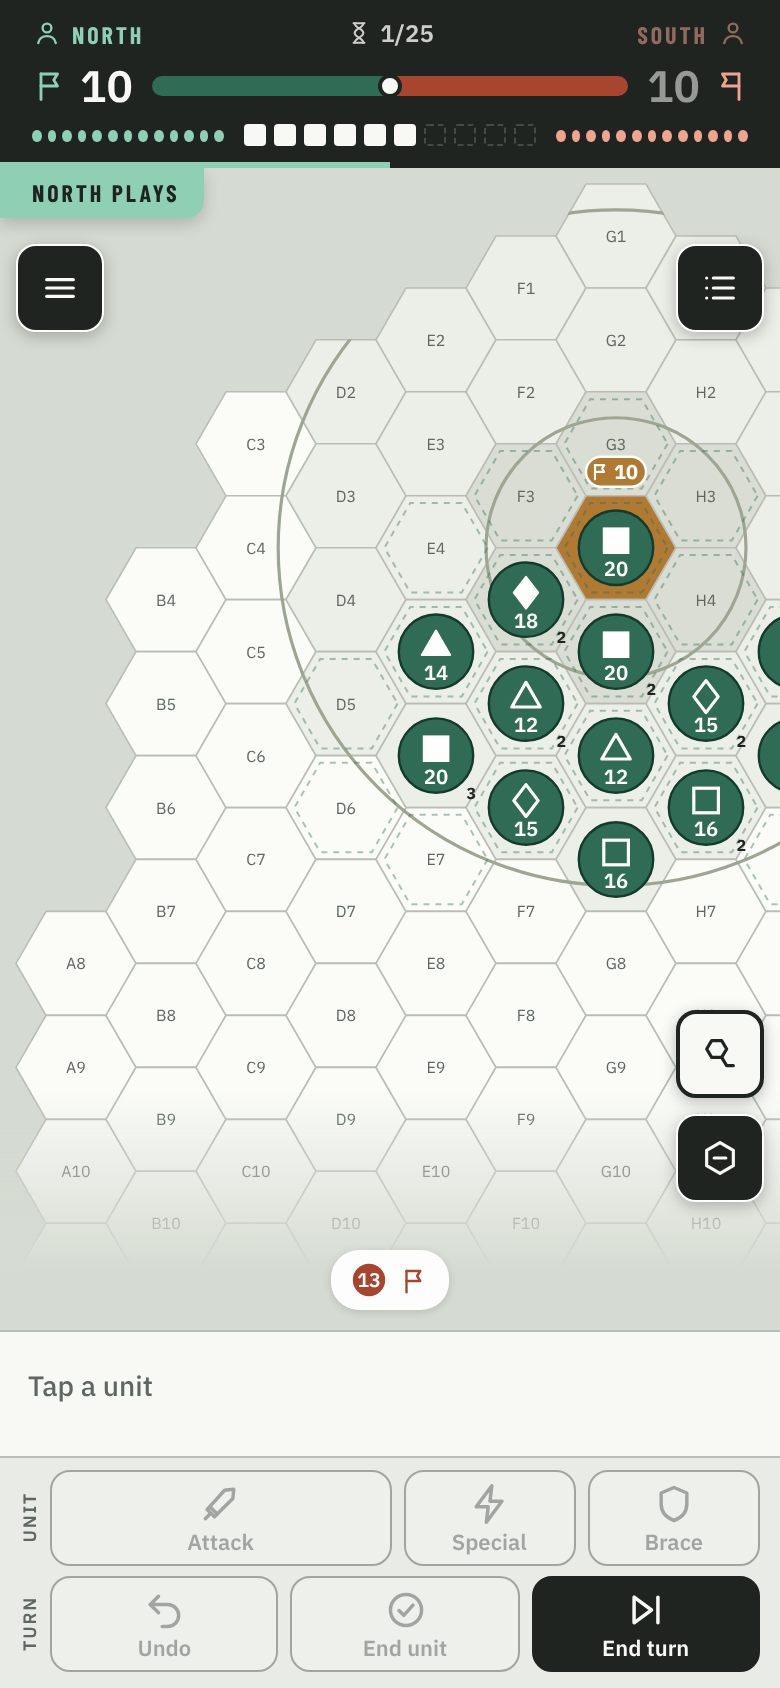 NORTH
1/25
SOUTH
10
10
NORTH PLAYS
G1
F1
E2
G2
D2
F2
H2
C3
E3
G3
10
D3
F3
H3
C4
E4
20
B4
D4
18
2
H4
C5
14
20
2
B5
D5
12
2
15
2
C6
20
3
12
B6
D6
15
16
2
C7
E7
16
B7
D7
F7
H7
A8
C8
E8
G8
B8
D8
F8
A9
C9
E9
G9
B9
D9
F9
A10
C10
E10
G10
B10
D10
F10
H10
13
Tap a unit
UNIT
Attack
Special
Brace
TURN
Undo
End unit
End turn